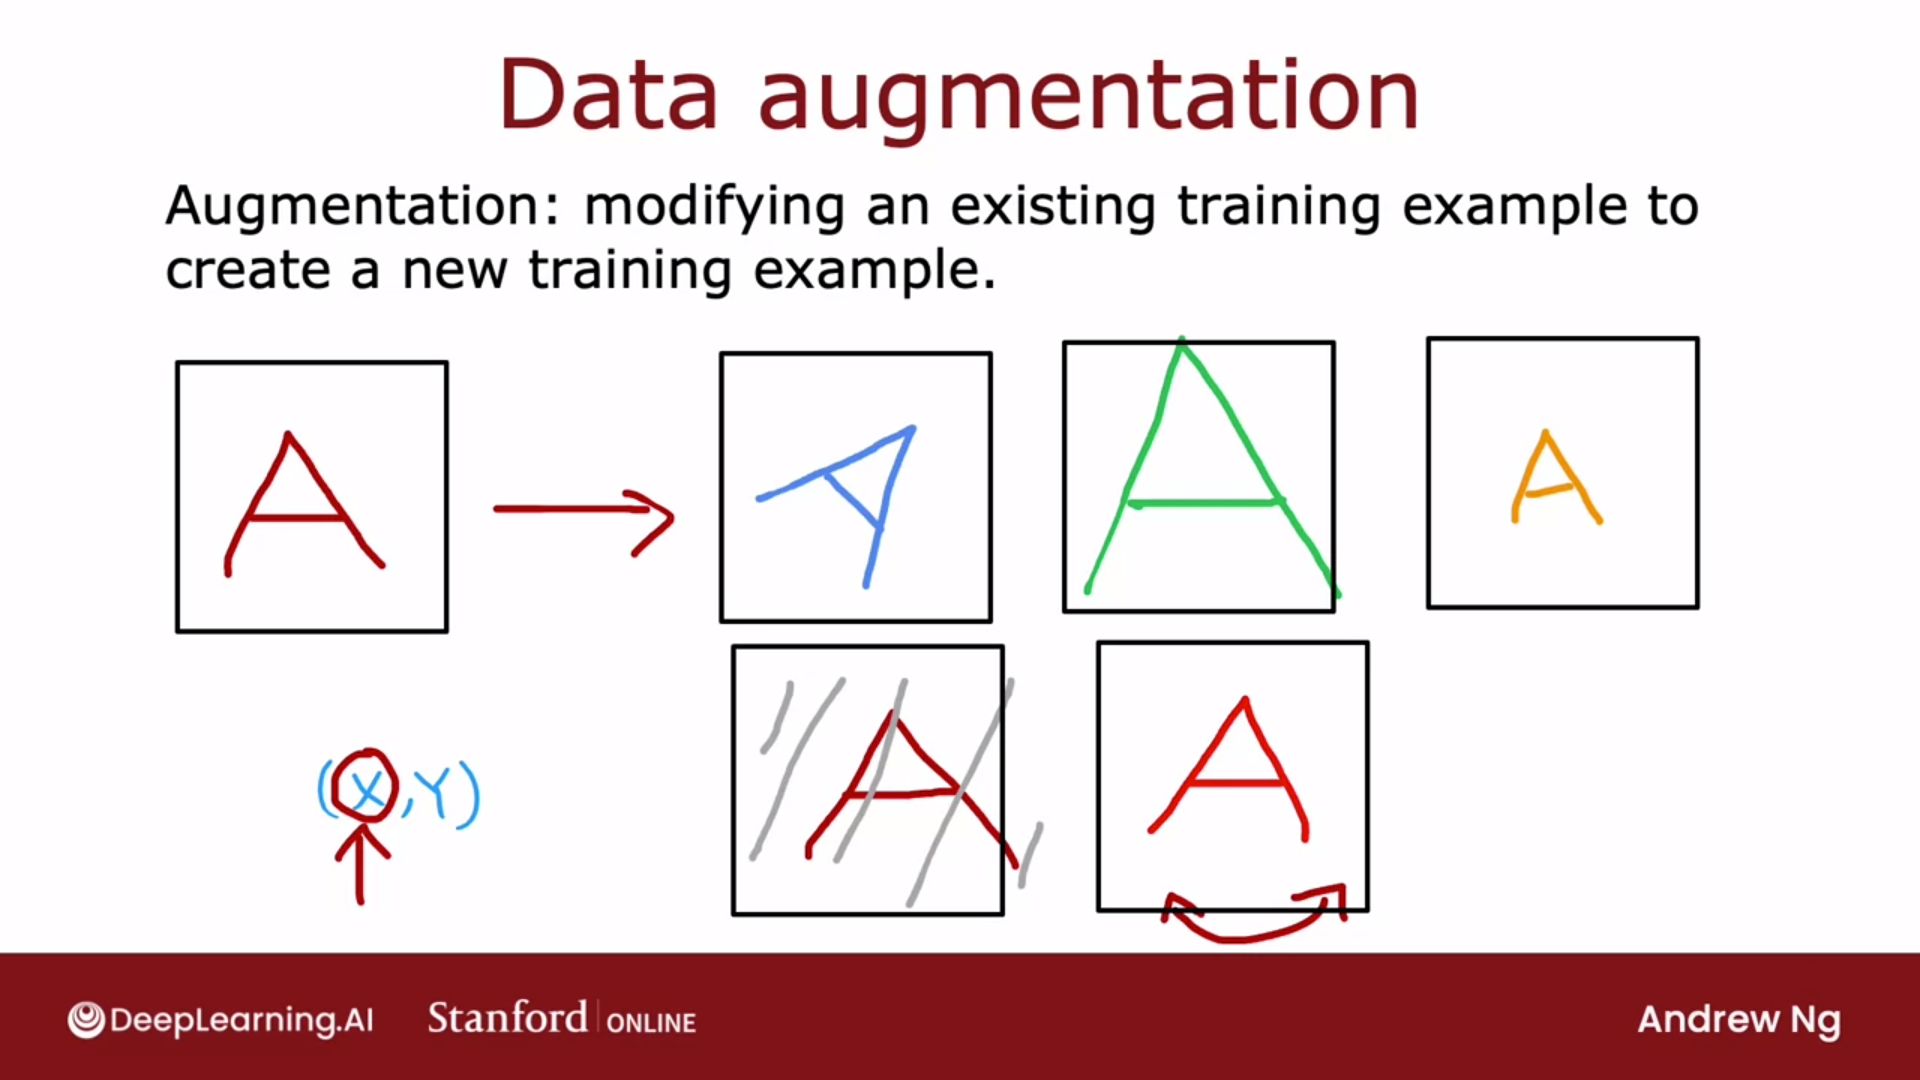 Data augmentation
Augmentation: modifying an existing training example to
create a new training example.
A
A
A
A
(X,Y)
A
A
DeepLearning.AI
Stanford | ONLINE
Andrew Ng